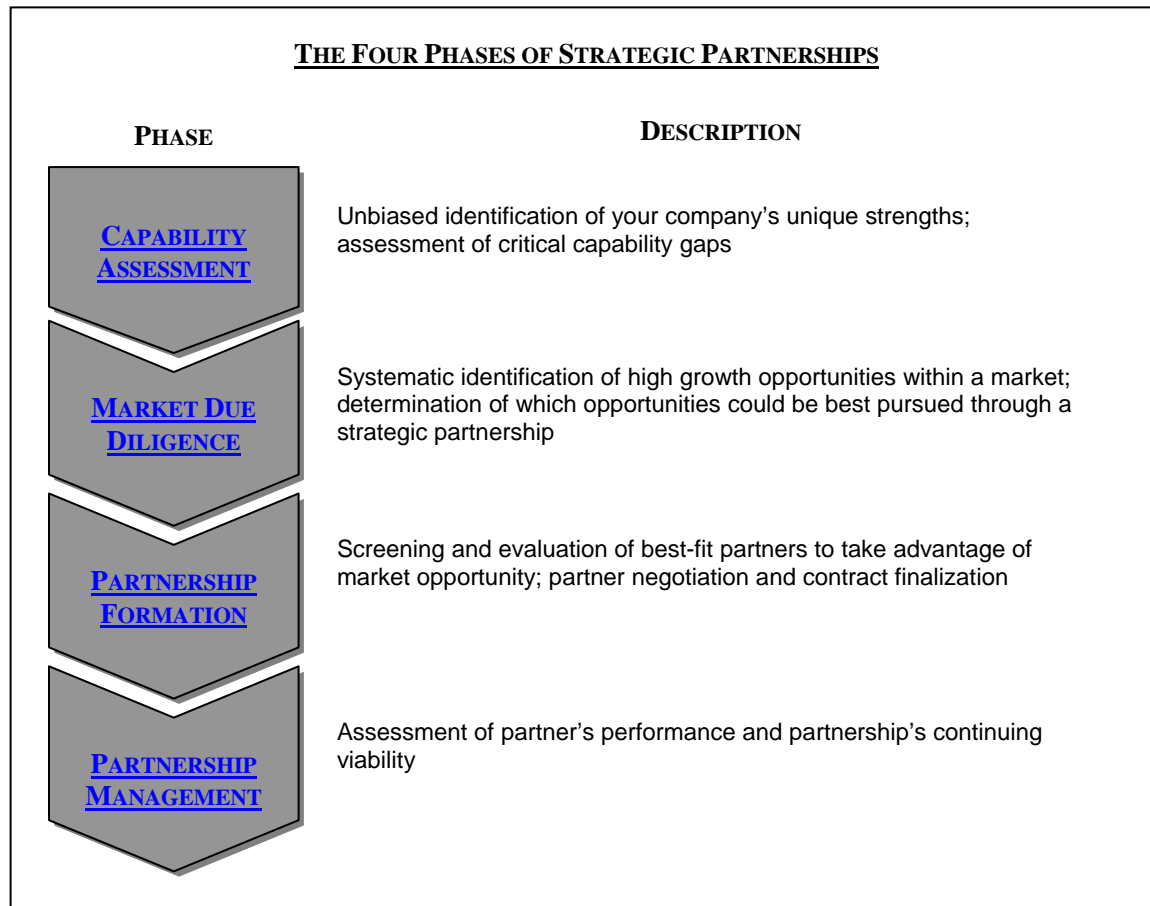 THE FOUR PHASES OF STRATEGIC PARTNERSHIPS
PHASE
DESCRIPTION
CAPABILITY
ASSESSMENT
Unbiased identification of your company’s unique strengths;
assessment of critical capability gaps
MARKET DUE
DILIGENCE
Systematic identification of high growth opportunities within a market;
determination of which opportunities could be best pursued through a
strategic partnership
PARTNERSHIP
FORMATION
Screening and evaluation of best-fit partners to take advantage of
market opportunity; partner negotiation and contract finalization
PARTNERSHIP
MANAGEMENT
Assessment of partner’s performance and partnership’s continuing
viability